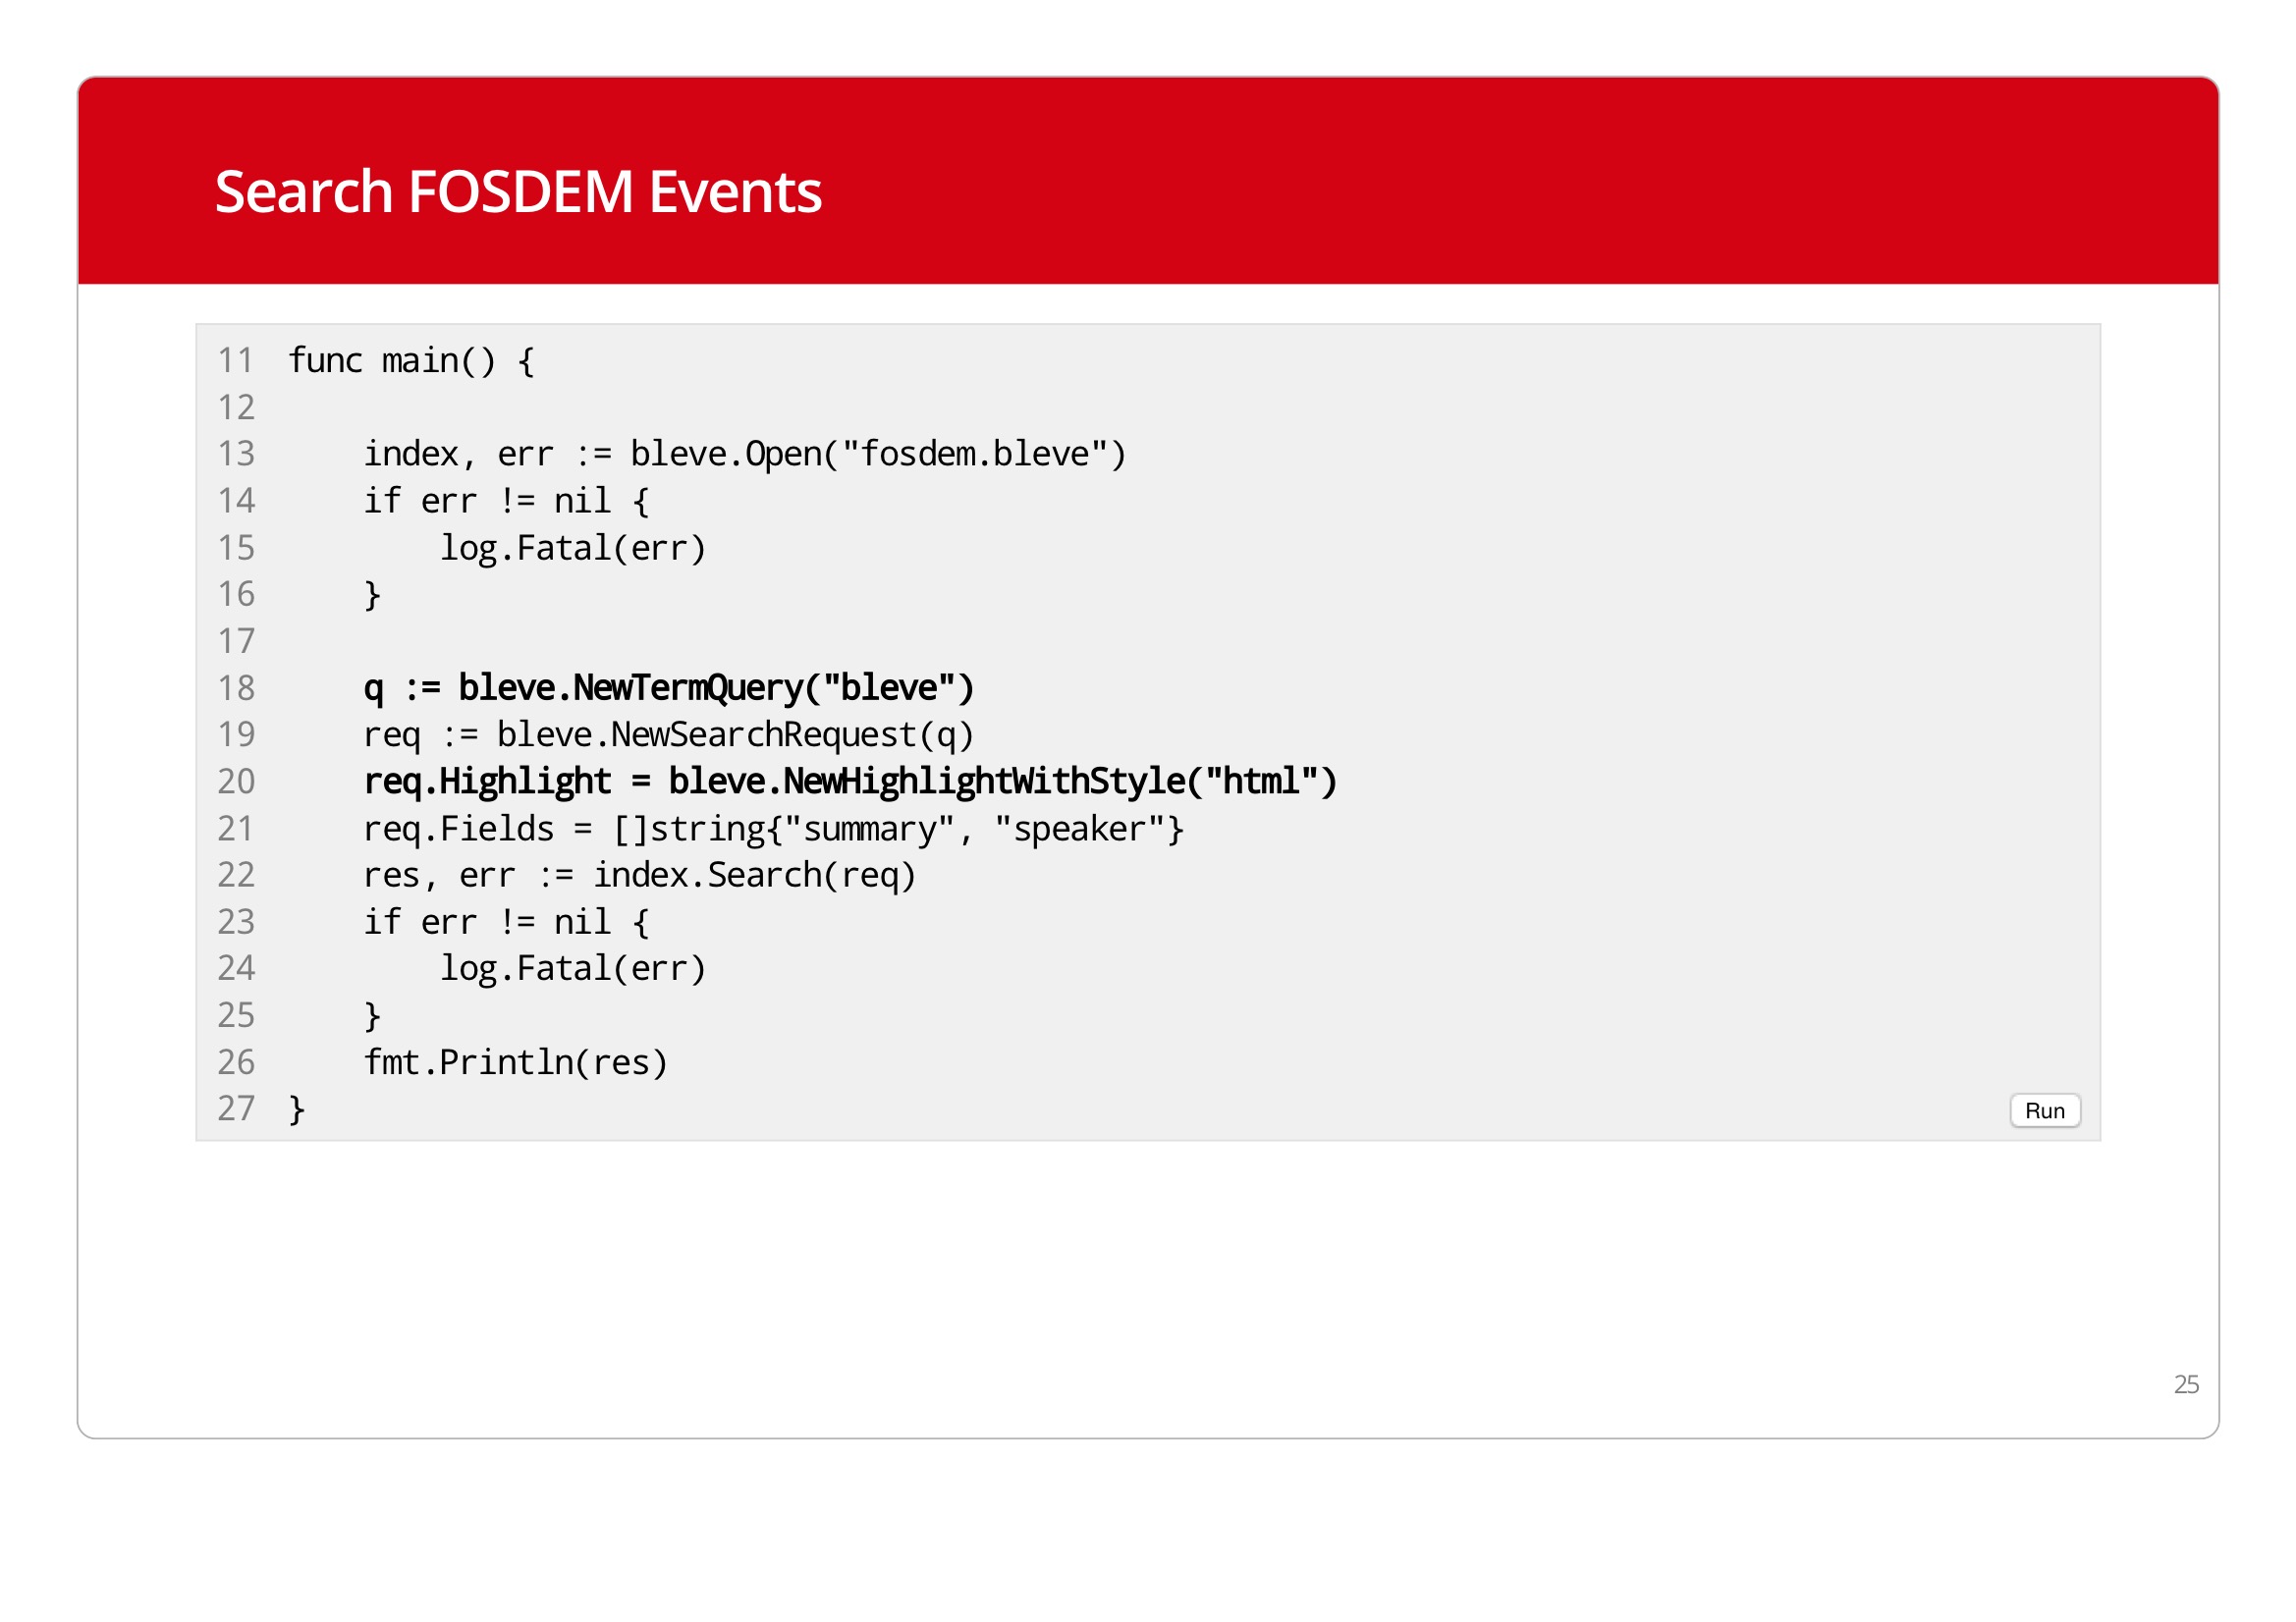 Search FOSDEM Events
11 func main() {
12
13     index, err := bleve.Open("fosdem.bleve")
14     if err != nil {
15         log.Fatal(err)
16     }
17
18     q := bleve.NewTermQuery("bleve")
19     req := bleve.NewSearchRequest(q)
20     req.Highlight = bleve.NewHighlightWithStyle("html")
21     req.Fields = []string{"summary", "speaker"}
22     res, err := index.Search(req)
23     if err != nil {
24         log.Fatal(err)
25     }
26     fmt.Println(res)
27 }
Run
25